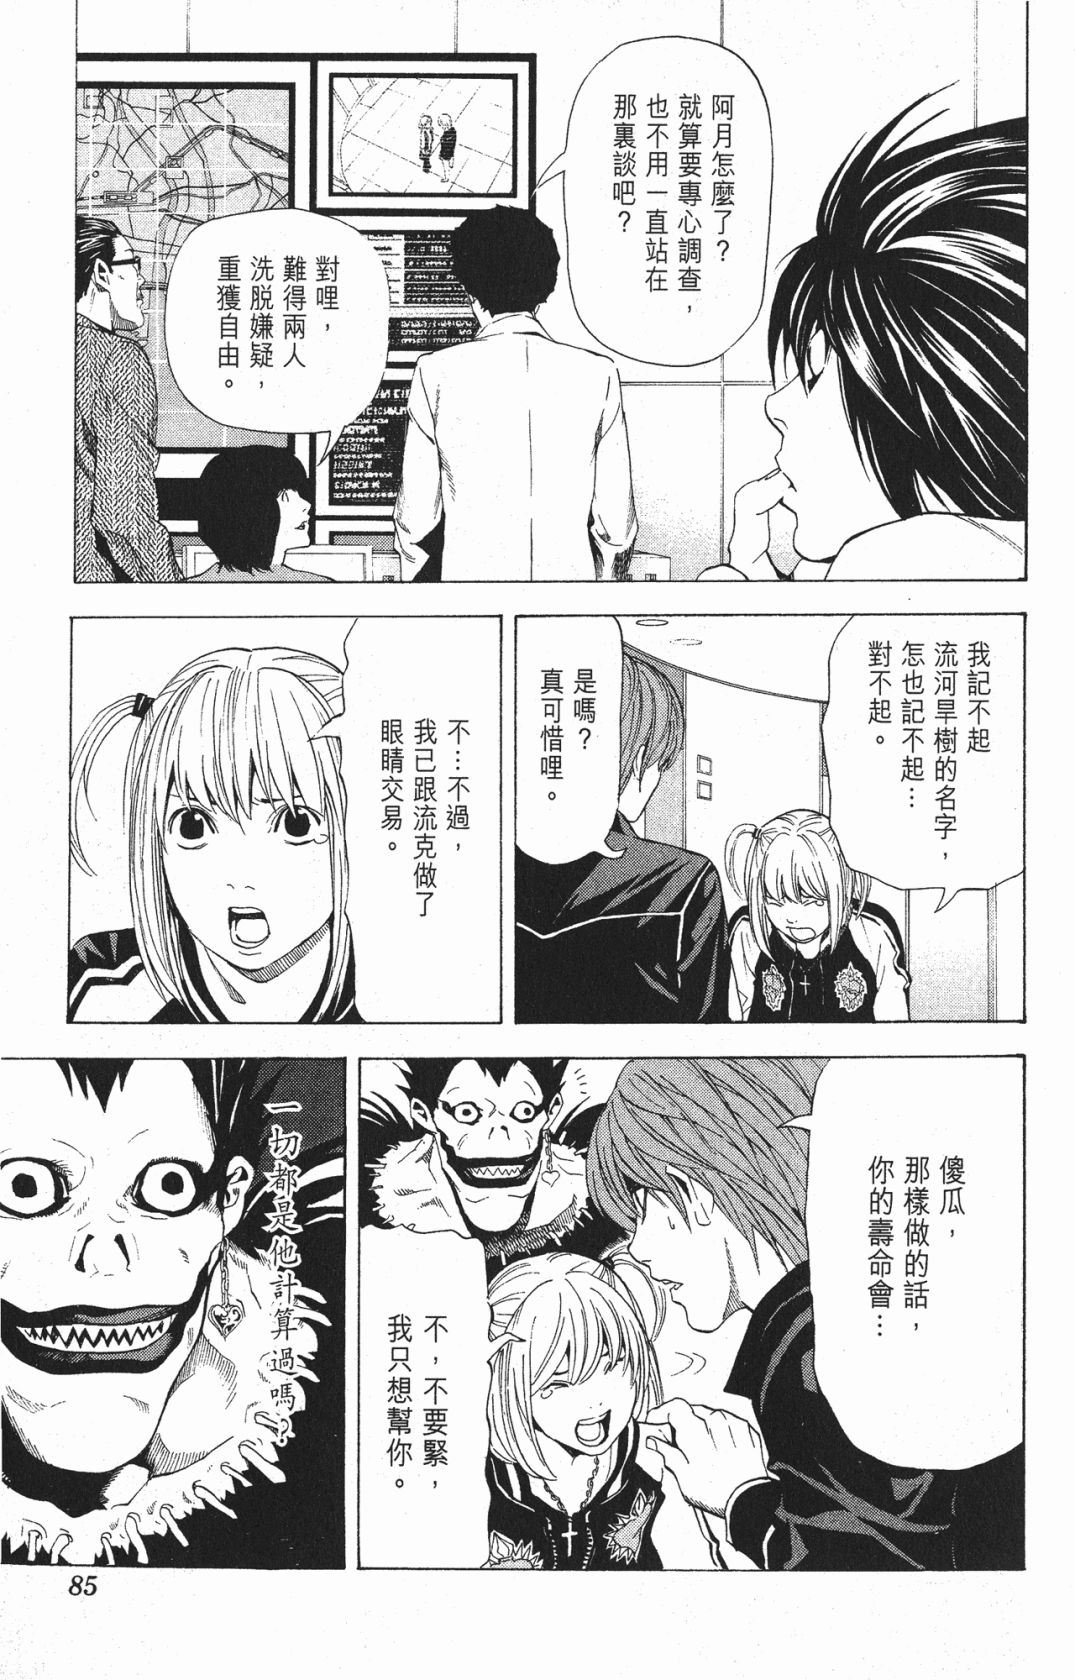 阿月怎麼了？
就算要專心調查，
也不用一直站在
那裏談吧？
對哩，
難得兩人
洗脫嫌疑，
重獲自由。
我記不起
流河旱樹的名字，
怎也記不起…
對不起。
是嗎？
真可惜哩。
不…不過，
我已跟流克做了
眼睛交易。
傻瓜，
那樣做的話，
你的壽命會…
不，不要緊，
我只想幫你。
一切都是他計算過嗎？
85